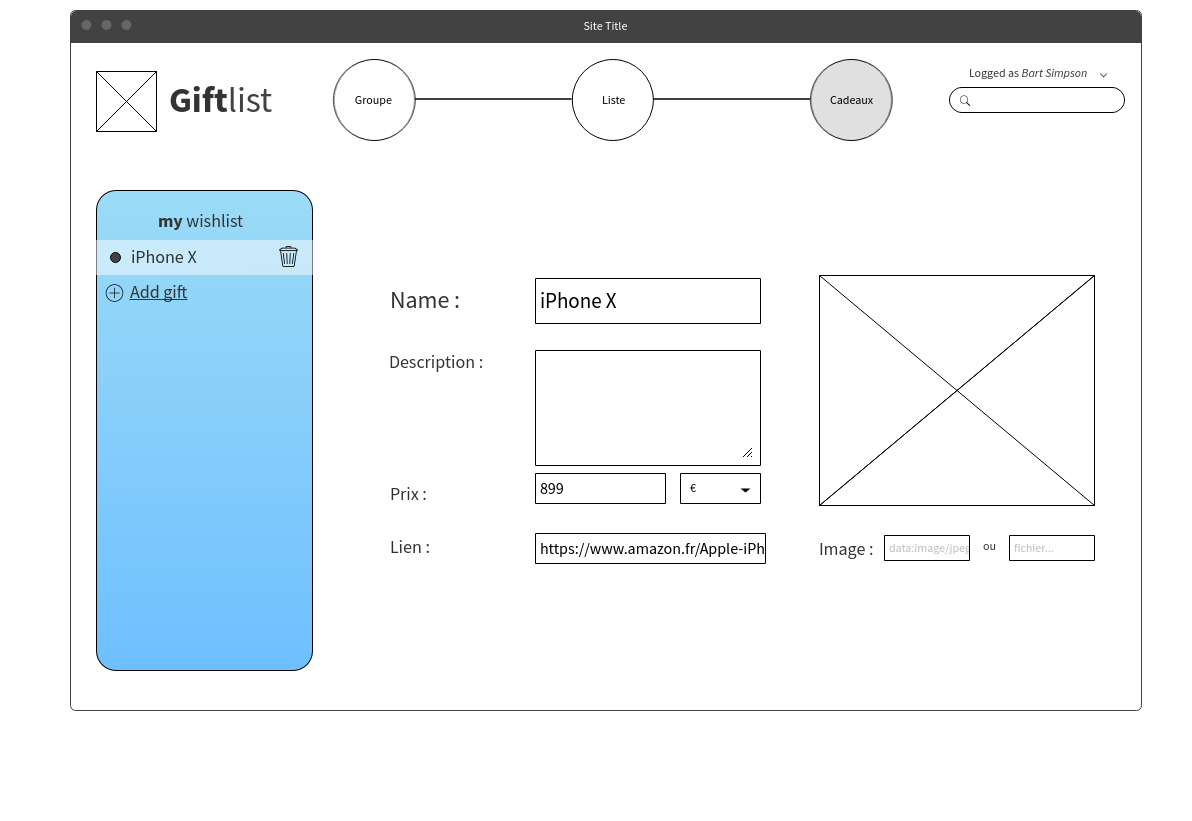 Site Title
Giftlist
Groupe
Liste
Cadeaux
Logged as Bart Simpson
my wishlist
iPhone X
Add gift
Name :
iPhone X
Description :
Prix :
899
€
Lien :
https://www.amazon.fr/Apple-iPh
Image :
data:image/jpeg
ou
fichier...